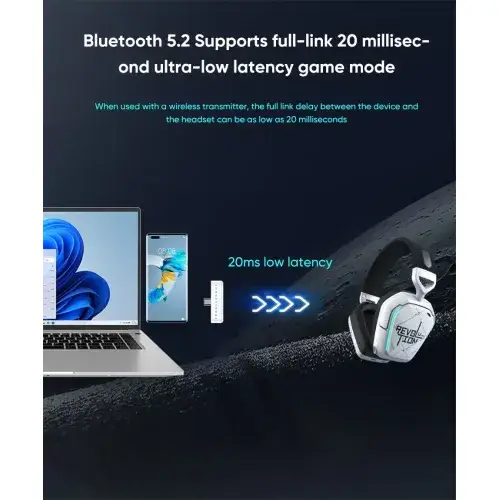 Bluetooth 5.2 Supports full-link 20 millisec-
ond ultra-low latency game mode
When used with a wireless transmitter, the full link delay between the device and
the headset can be as low as 20 milliseconds
08:08
20ms low latency
REVOLU
TION